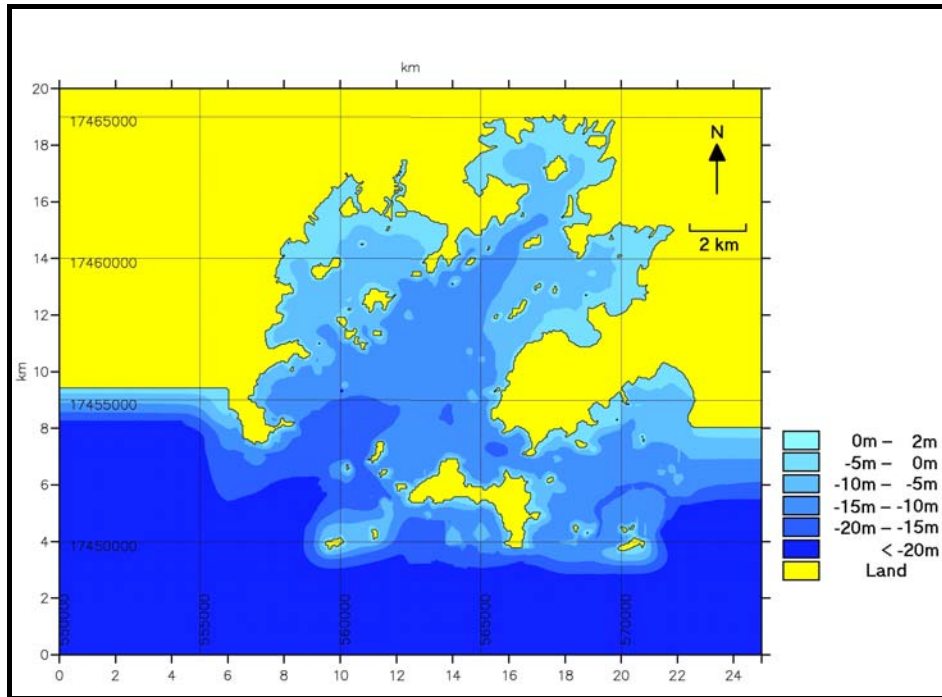 km
20
18
16
14
12
10
8
6
4
2
0
km
17465000
17460000
17455000
17450000
550000
555000
560000
565000
570000
N
2 km
0 2 4 6 8 10 12 14 16 18 20 22 24
0m – 2m
-5m – 0m
-10m – -5m
-15m – -10m
-20m – -15m
< -20m
Land